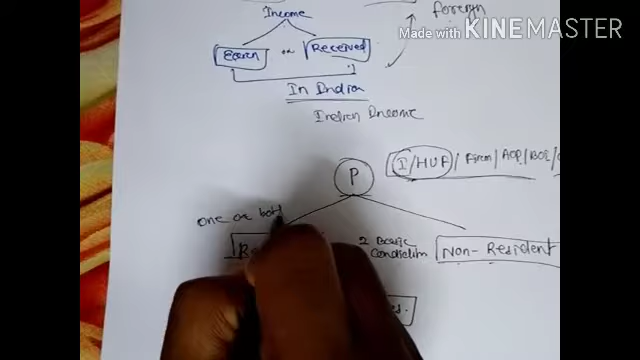 Income
foreign
Made with KINEMASTER
Earn or Received
In India
Indian Income
I/HUF/Firm/AOP/BOI/
P
one or both
2 Basic
Condition
Non-Resident